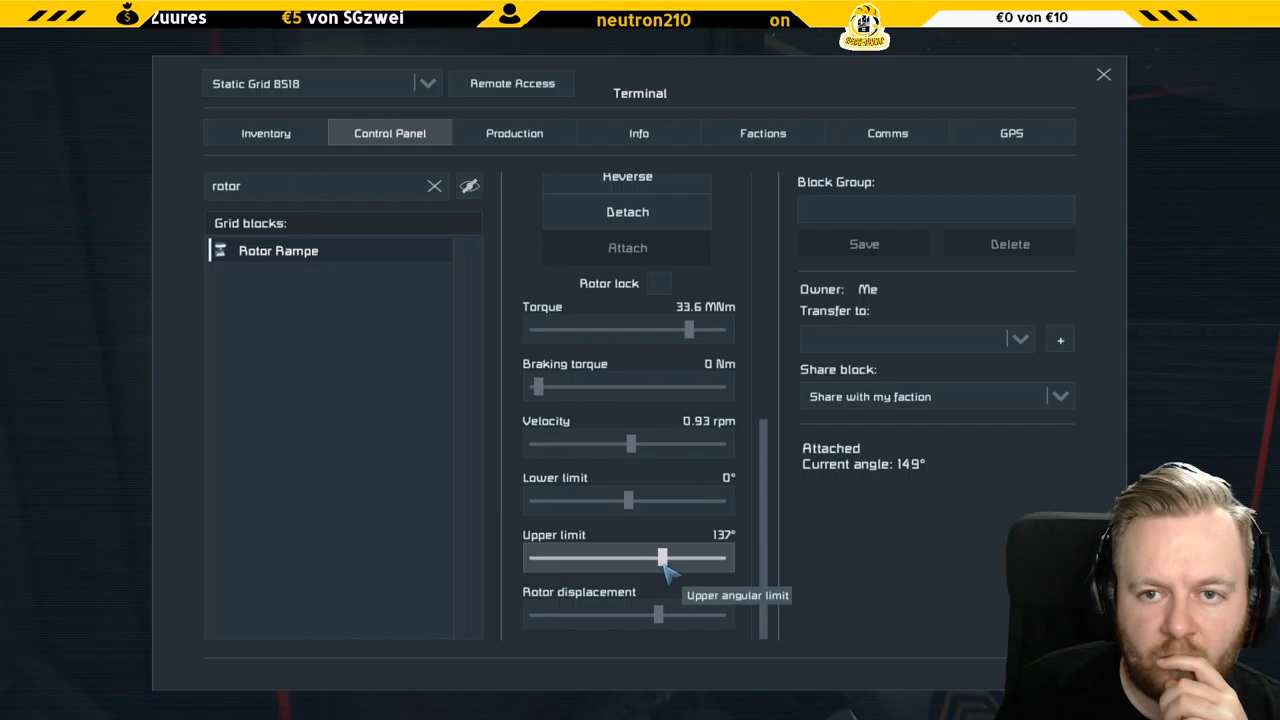 Zuures
€5 von SGzwei
neutron210
on
€0 von €10
Static Grid 8518
Remote Access
Terminal
Inventory
Control Panel
Production
Info
Factions
Comms
GPS
rotor
Grid blocks:
Rotor Rampe
Reverse
Detach
Attach
Rotor lock
Torque 33.6 MNm
Braking torque 0 Nm
Velocity 0.93 rpm
Lower limit 0°
Upper limit 137°
Upper angular limit
Rotor displacement
Block Group:
Save
Delete
Owner: Me
Transfer to:
+
Share block:
Share with my faction
Attached
Current angle: 149°